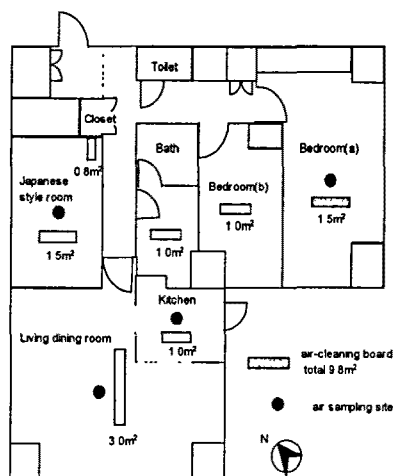 Toilet
Closet
Bath
Bedroom(a)
0.8m²
Japanese
style room
Bedroom(b)
1.5m²
1.0m²
1.0m²
1.5m²
Kitchen
Living dining room
1.0m²
air-cleaning board
total 9.8m²
air sampling site
3.0m²
N